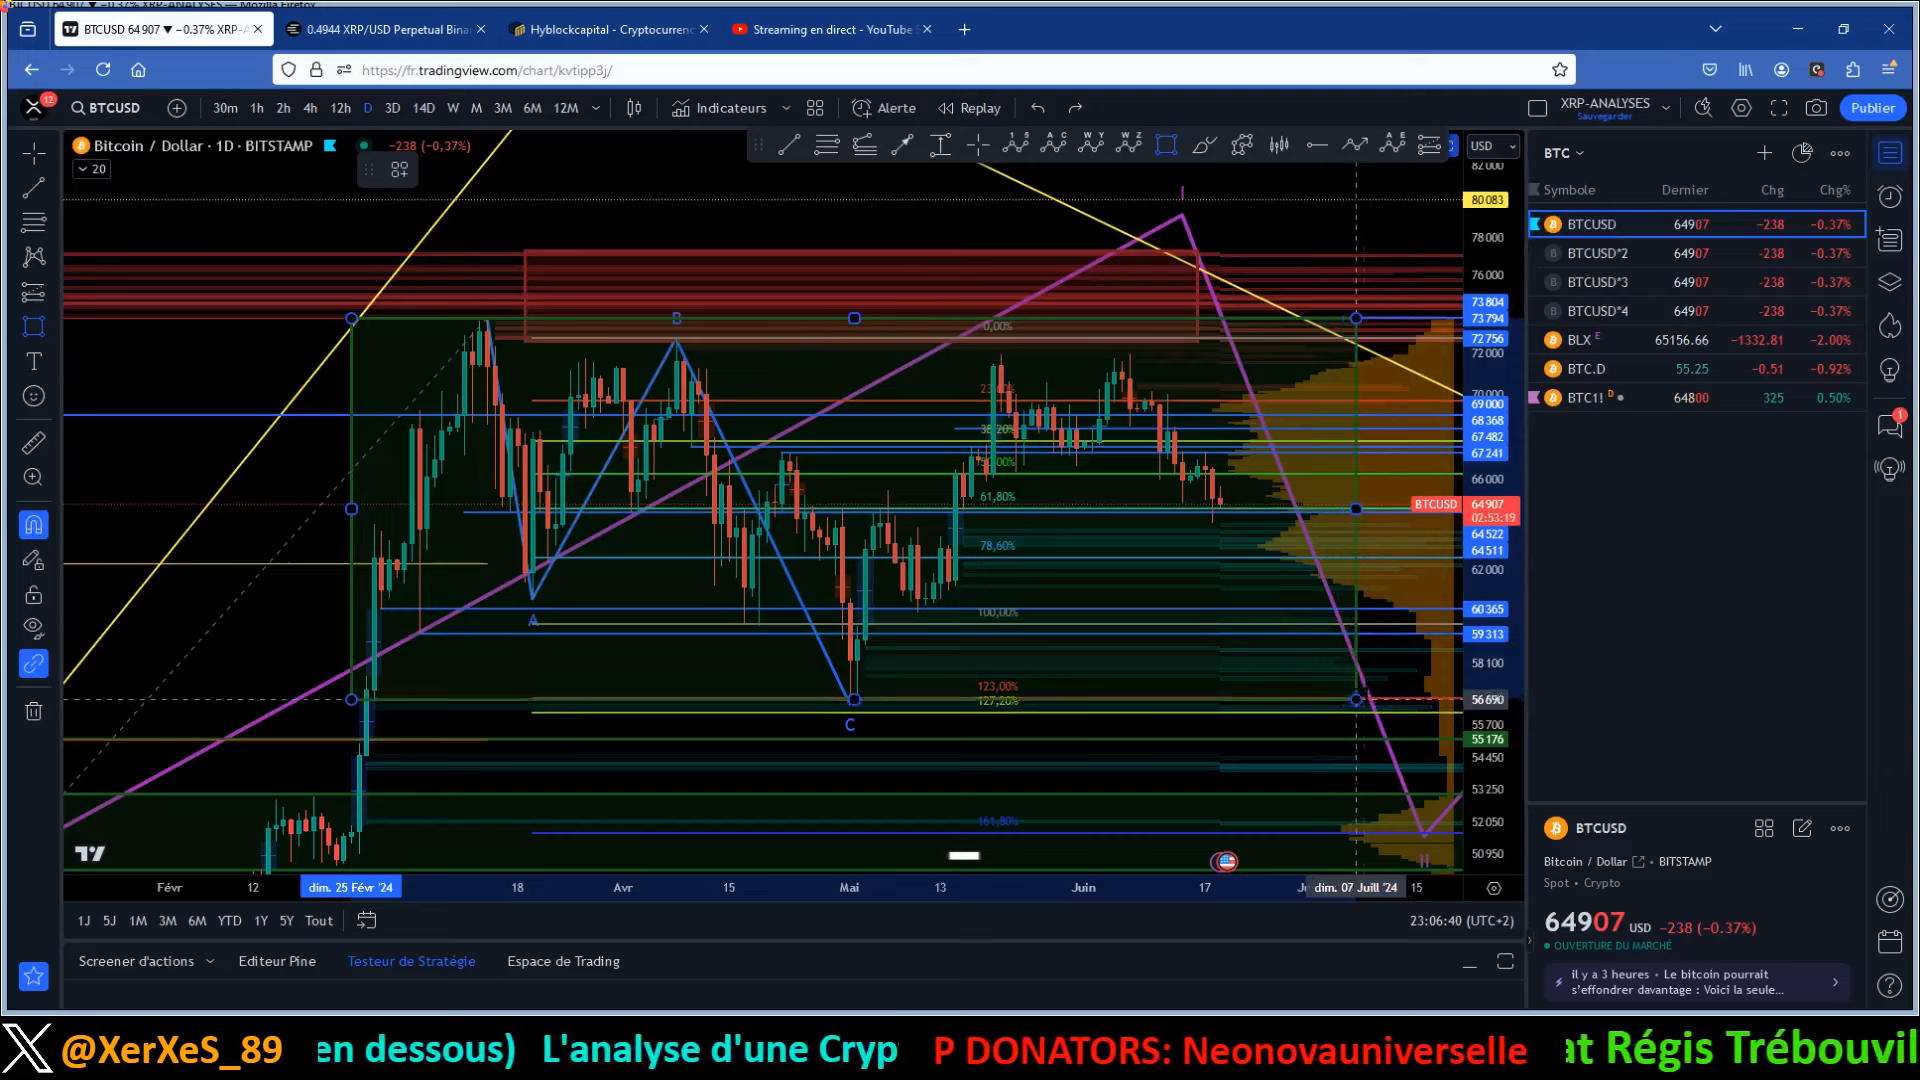 BTCUSD 64 907 ▼ −0.37% XRP-A
0.4944 XRP/USD Perpetual Bina
Hyblockcapital - Cryptocurrenc
Streaming en direct - YouTube S
https://fr.tradingview.com/chart/kvtipp3j/
12
BTCUSD
30m 1h 2h 4h 12h D 3D 14D W M 3M 6M 12M
Indicateurs
Alerte
Replay
XRP-ANALYSES
Sauvegarder
Publier
Bitcoin / Dollar · 1D · BITSTAMP
−238 (−0,37%)
20
USD
82 000
80 083
78 000
76 000
73 804
73 794
72 756
72 000
70 000
69 000
68 368
67 482
67 241
66 000
BTCUSD 64 907
02:53:19
64 522
64 511
62 000
60 365
59 313
58 100
56 690
55 700
55 176
54 450
53 250
52 050
50 950
I
B
A
C
II
0,00%
38,20%
61,80%
78,60%
100,00%
123,00%
127,20%
161,80%
Févr 12 dim. 25 Févr '24 18 Avr 15 Mai 13 Juin 17 dim. 07 Juill '24 15
1J 5J 1M 3M 6M YTD 1Y 5Y Tout
23:06:40 (UTC+2)
Screener d'actions Editeur Pine Testeur de Stratégie Espace de Trading
BTC
Symbole Dernier Chg Chg%
BTCUSD 64907 −238 −0.37%
BTCUSD*2 64907 -238 -0.37%
BTCUSD*3 64907 -238 -0.37%
BTCUSD*4 64907 -238 -0.37%
BLX E 65156.66 −1332.81 −2.00%
BTC.D 55.25 −0.51 −0.92%
BTC1! D 64800 325 0.50%
1
BTCUSD
Bitcoin / Dollar • BITSTAMP
Spot • Crypto
64907 USD −238 (−0.37%)
OUVERTURE DU MARCHÉ
il y a 3 heures • Le bitcoin pourrait
s'effondrer davantage : Voici la seule...
@XerXeS_89
en dessous) L'analyse d'une Cryp
P DONATORS: Neonovauniverselle
at Régis Trébouvil